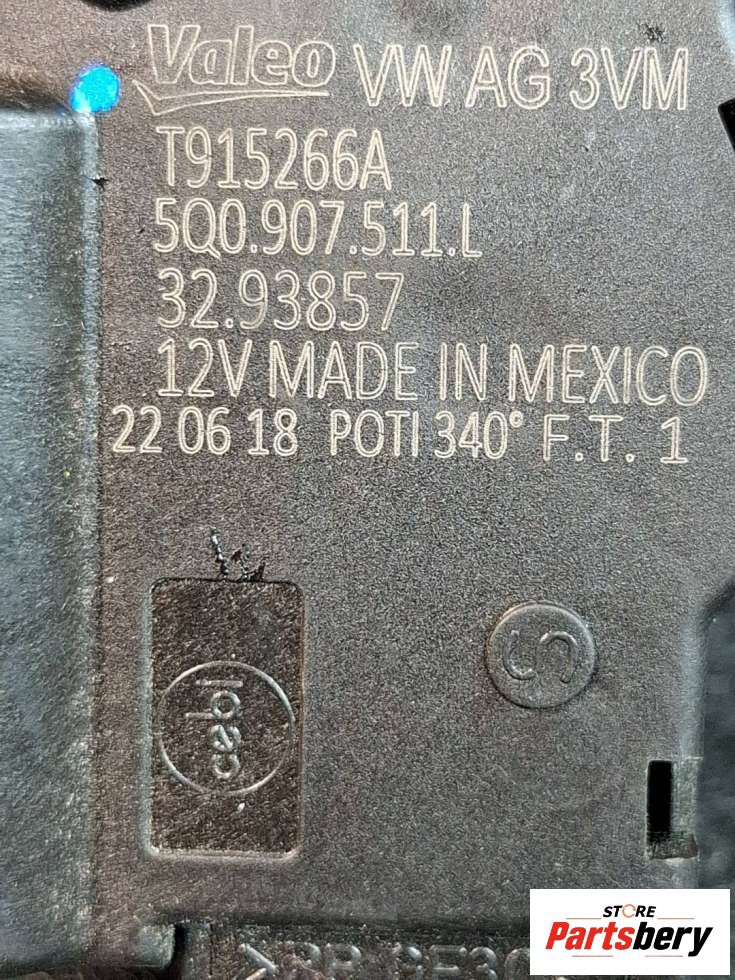 Valeo VW AG 3VM
T915266A
5Q0.907.511.L
32.93857
12V MADE IN MEXICO
22 06 18 POTI 340° F.T. 1
S
cebi
STORE
Partsbery